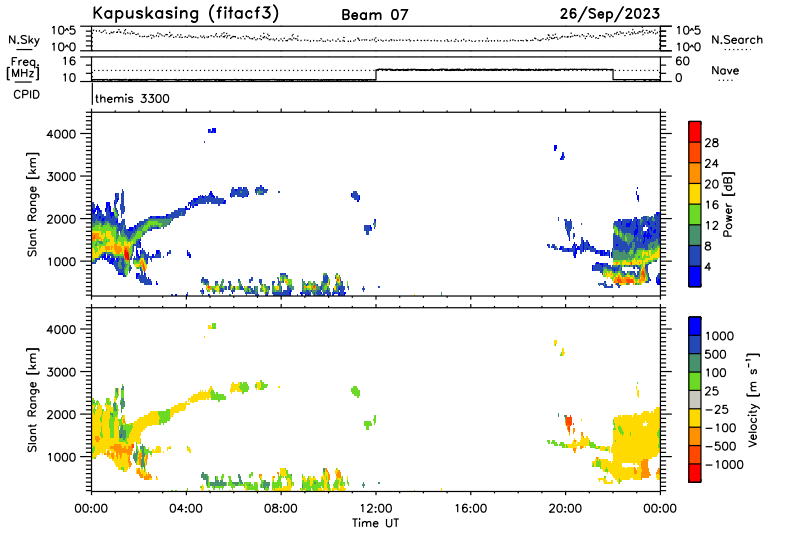 Kapuskasing (fitacf3) Beam 07 26/Sep/2023
N.Sky 10^5 10^0 10^5 10^0 N.Search
Freq. [MHz] 16 10 60 0 Nave
CPID themis 3300
Slant Range [km] 4000 3000 2000 1000
Power [dB] 28 24 20 16 12 8 4
Slant Range [km] 4000 3000 2000 1000
Velocity [m s⁻¹] 1000 500 100 25 −25 −100 −500 −1000
00:00 04:00 08:00 12:00 16:00 20:00 00:00
Time UT